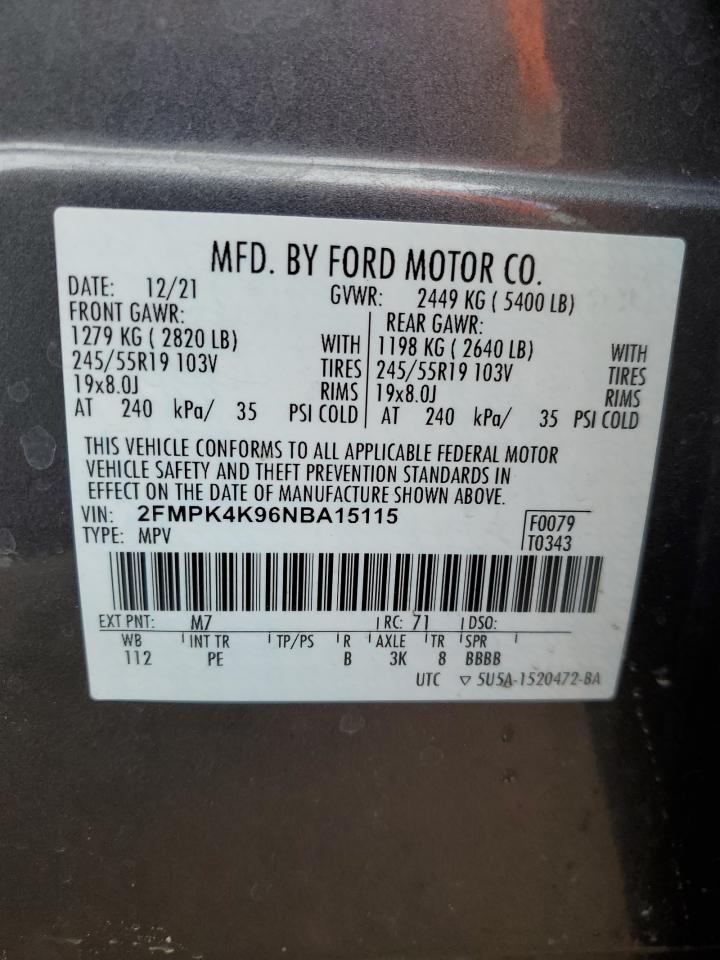 MFD. BY FORD MOTOR CO.
DATE: 12/21 GVWR: 2449 KG ( 5400 LB)
FRONT GAWR: REAR GAWR:
1279 KG ( 2820 LB) WITH 1198 KG ( 2640 LB) WITH
245/55R19 103V TIRES 245/55R19 103V TIRES
19x8.0J RIMS 19x8.0J RIMS
AT 240 kPa/ 35 PSI COLD AT 240 kPa/ 35 PSI COLD
THIS VEHICLE CONFORMS TO ALL APPLICABLE FEDERAL MOTOR
VEHICLE SAFETY AND THEFT PREVENTION STANDARDS IN
EFFECT ON THE DATE OF MANUFACTURE SHOWN ABOVE.
VIN: 2FMPK4K96NBA15115 F0079
TYPE: MPV T0343
EXT PNT: M7 RC: 71 DSO:
WB INT TR TP/PS R AXLE TR SPR
112 PE B 3K 8 BBBB
UTC ▽ 5U5A-1520472-BA